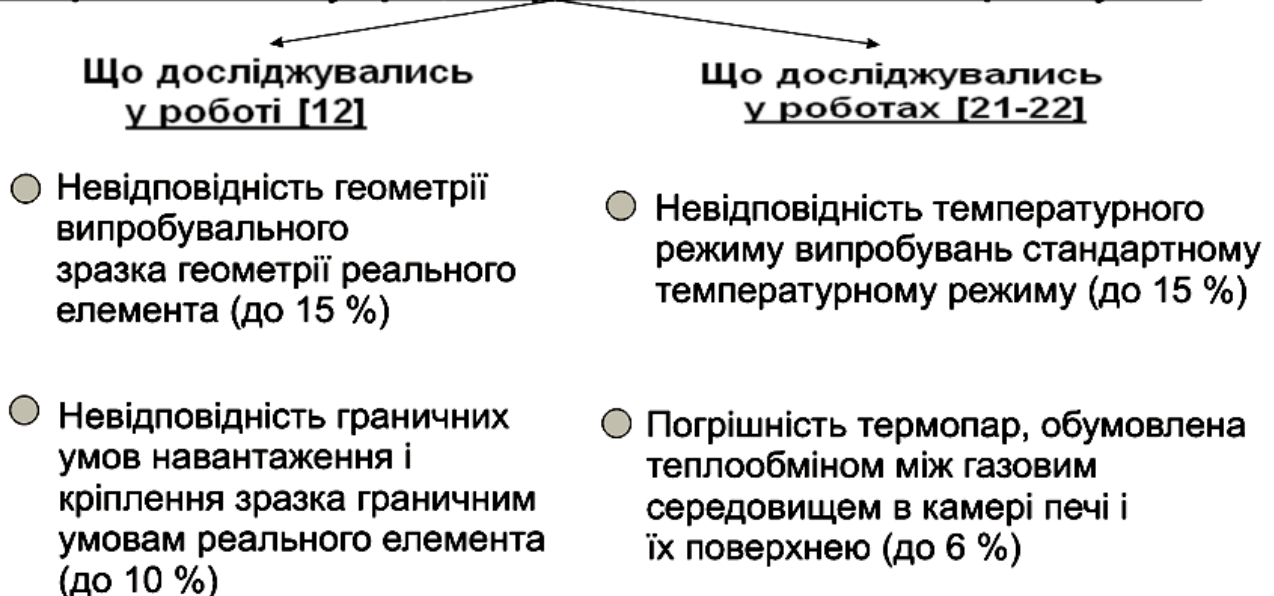 Що досліджувались
у роботі [12]
Невідповідність геометрії
випробувального
зразка геометрії реального
елемента (до 15 %)
Невідповідність граничних
умов навантаження і
кріплення зразка граничним
умовам реального елемента
(до 10 %)
Що досліджувались
у роботах [21-22]
Невідповідність температурного
режиму випробувань стандартному
температурному режиму (до 15 %)
Погрішність термопар, обумовлена
теплообміном між газовим
середовищем в камері печі і
їх поверхнею (до 6 %)